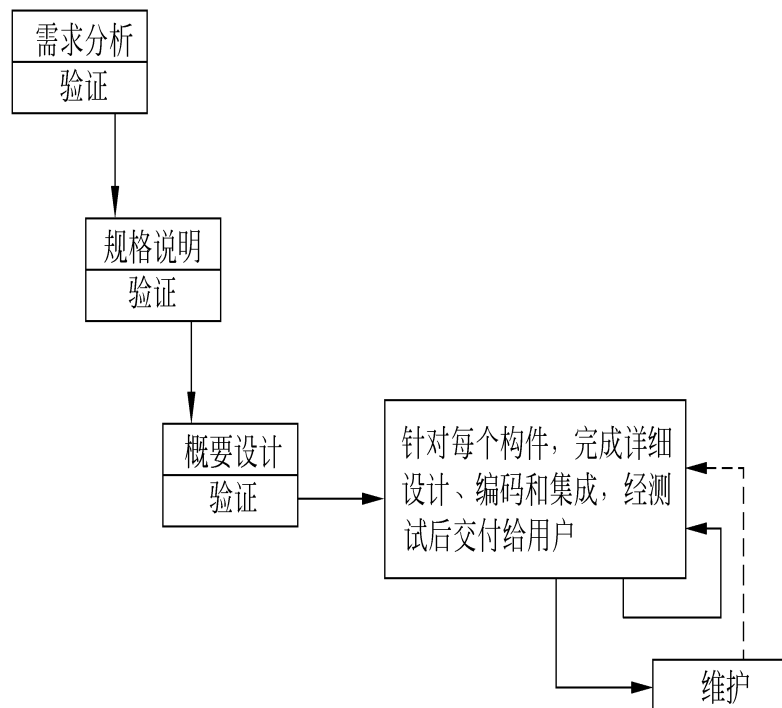 需求分析
验证
规格说明
验证
概要设计
验证
针对每个构件，完成详细
设计、编码和集成，经测
试后交付给用户
维护